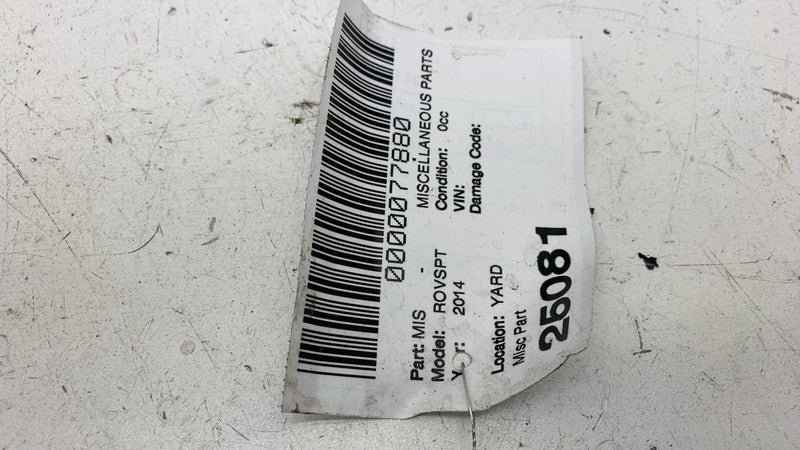 0000077880
Part: MIS - MISCELLANEOUS PARTS
Model: ROVSPT Condition: 0cc
Y r: 2014 VIN:
Damage Code:
Location: YARD
Misc Part
25081